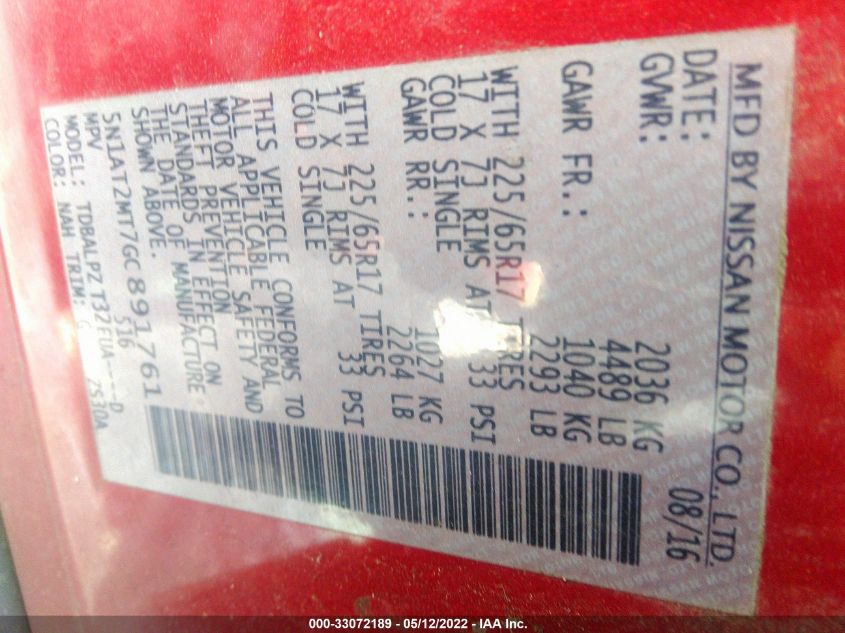 MFD BY NISSAN MOTOR CO., LTD.
DATE: 08/16
GVWR: 2036 KG
4489 LB
GAWR FR.: 1040 KG
2293 LB
WITH 225/65R17 TIRES
17 X 7J RIMS AT 33 PSI
COLD SINGLE
GAWR RR.: 1027 KG
2264 LB
WITH 225/65R17 TIRES
17 X 7J RIMS AT 33 PSI
COLD SINGLE
THIS VEHICLE CONFORMS TO
ALL APPLICABLE FEDERAL
MOTOR VEHICLE SAFETY AND
THEFT PREVENTION
STANDARDS IN EFFECT ON
THE DATE OF MANUFACTURE
SHOWN ABOVE.
5N1AT2MT7GC891761
MPV 516
MODEL: TDBALPZ T32FUA----D
COLOR: NAH TRIM: G 2S30A
000-33072189 - 05/12/2022 - IAA Inc.